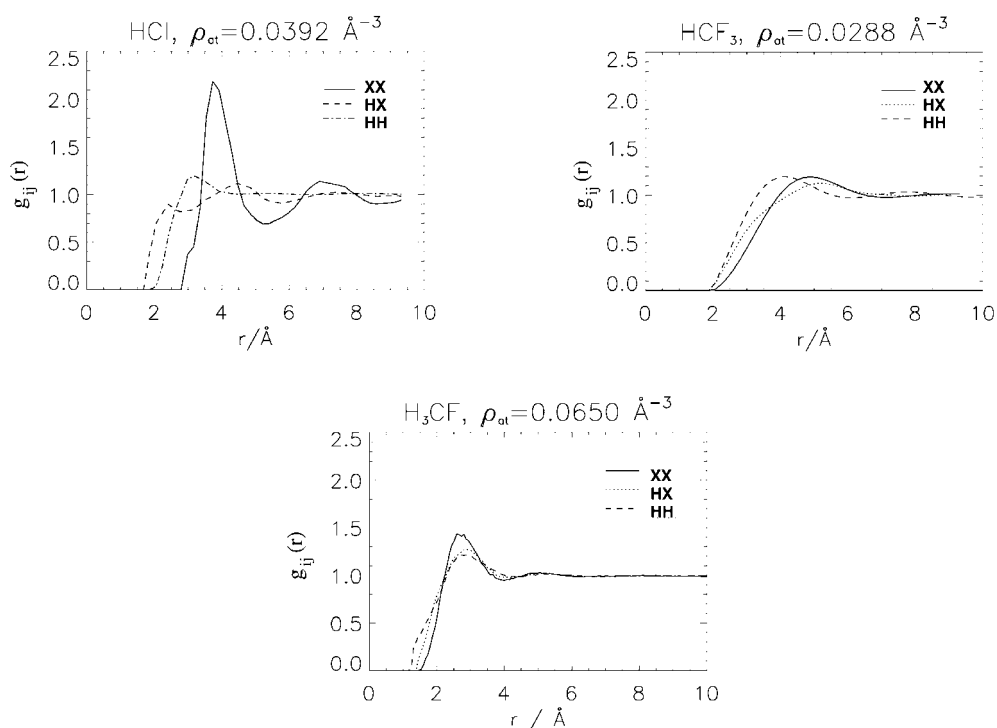 HCl, ρat=0.0392 Å−3
2.5
2.0
1.5
1.0
0.5
0.0
gij(r)
XX
HX
HH
0 2 4 6 8 10
r/Å
HCF3, ρat=0.0288 Å−3
2.5
2.0
1.5
1.0
0.5
0.0
gij(r)
XX
HX
HH
0 2 4 6 8 10
r/Å
H3CF, ρat=0.0650 Å−3
2.5
2.0
1.5
1.0
0.5
0.0
gij(r)
XX
HX
HH
0 2 4 6 8 10
r/Å